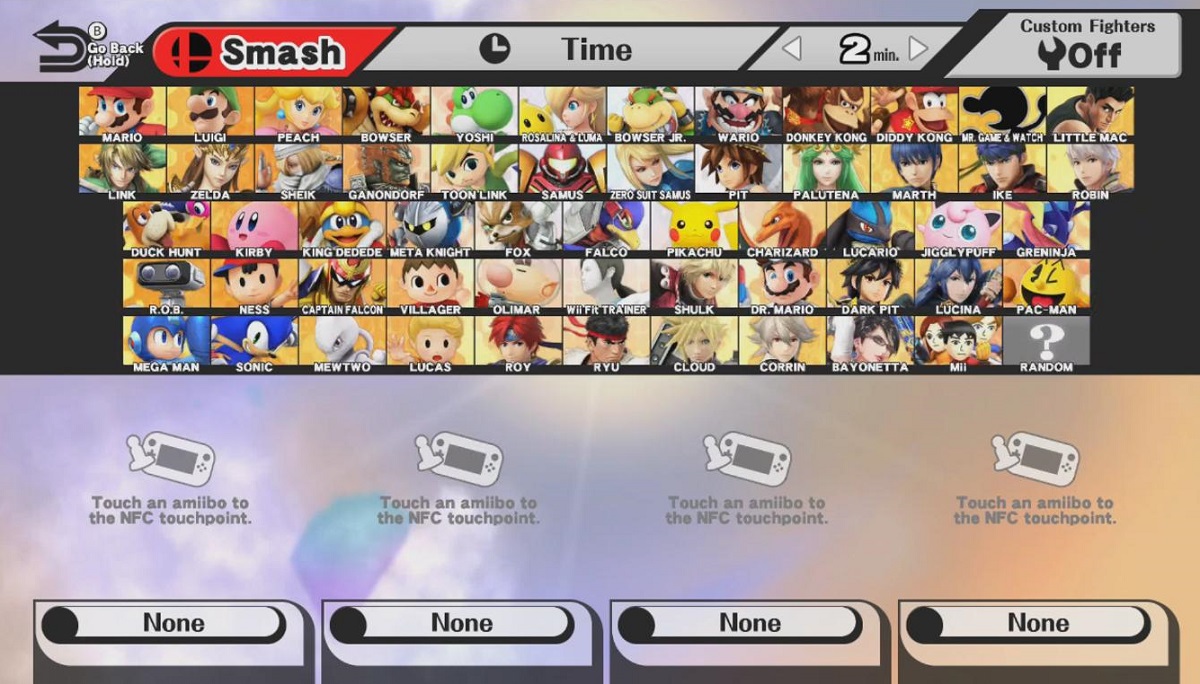 B
Go Back
(Hold)
Smash
Time
2 min.
Custom Fighters
Off
MARIO LUIGI PEACH BOWSER YOSHI ROSALINA & LUMA BOWSER JR. WARIO DONKEY KONG DIDDY KONG MR. GAME & WATCH LITTLE MAC
LINK ZELDA SHEIK GANONDORF TOON LINK SAMUS ZERO SUIT SAMUS PIT PALUTENA MARTH IKE ROBIN
DUCK HUNT KIRBY KING DEDEDE META KNIGHT FOX FALCO PIKACHU CHARIZARD LUCARIO JIGGLYPUFF GRENINJA
R.O.B. NESS CAPTAIN FALCON VILLAGER OLIMAR Wii Fit TRAINER SHULK DR. MARIO DARK PIT LUCINA PAC-MAN
MEGA MAN SONIC MEWTWO LUCAS ROY RYU CLOUD CORRIN BAYONETTA Mii ? RANDOM
Touch an amiibo to
the NFC touchpoint.
Touch an amiibo to
the NFC touchpoint.
Touch an amiibo to
the NFC touchpoint.
Touch an amiibo to
the NFC touchpoint.
None None None None